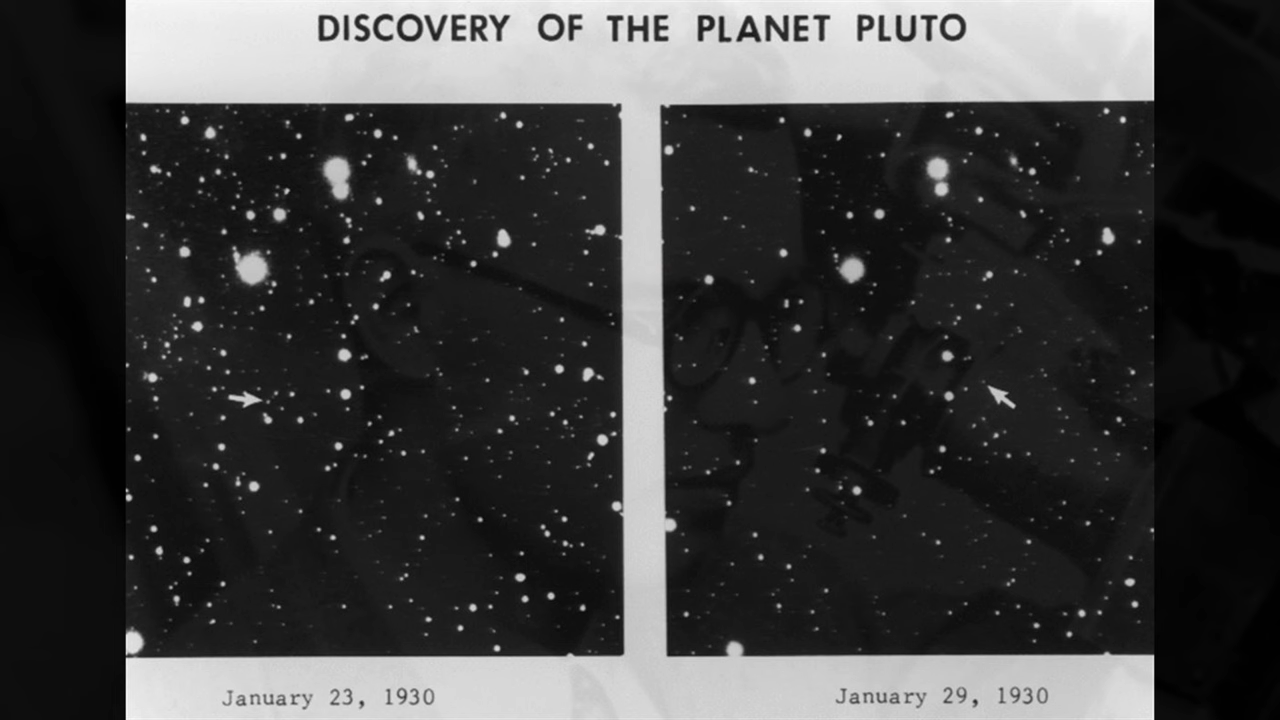 DISCOVERY OF THE PLANET PLUTO
January 23, 1930
January 29, 1930